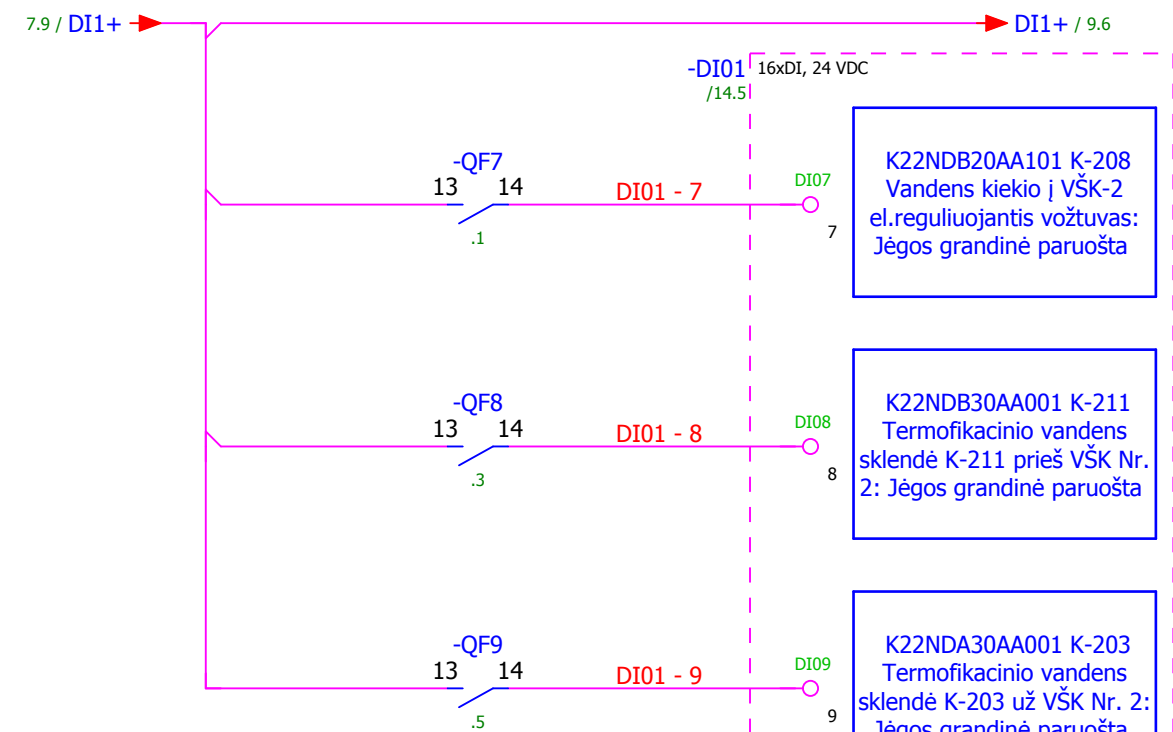 7.9 / DI1+
DI1+ / 9.6
-DI01
16xDI, 24 VDC
/14.5
-QF7
13
14
.1
DI01 - 7
DI07
7
K22NDB20AA101 K-208
Vandens kiekio į VŠK-2
el.reguliuojantis vožtuvas:
Jėgos grandinė paruošta
-QF8
13
14
.3
DI01 - 8
DI08
8
K22NDB30AA001 K-211
Termofikacinio vandens
sklendė K-211 prieš VŠK Nr.
2: Jėgos grandinė paruošta
-QF9
13
14
.5
DI01 - 9
DI09
9
K22NDA30AA001 K-203
Termofikacinio vandens
sklendė K-203 už VŠK Nr. 2:
Jėgos grandinė paruošta